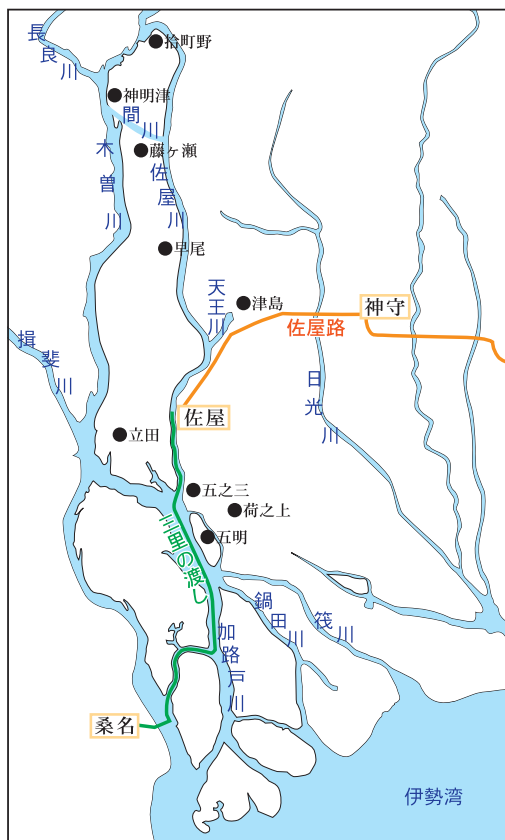 長良川
拾町野
神明津
間川
藤ヶ瀬
木曽川
佐屋川
早尾
天王川
津島
神守
佐屋路
揖斐川
日光川
佐屋
立田
五之三
荷之上
五明
三里の渡し
鍋田川
筏川
加路戸川
桑名
伊勢湾